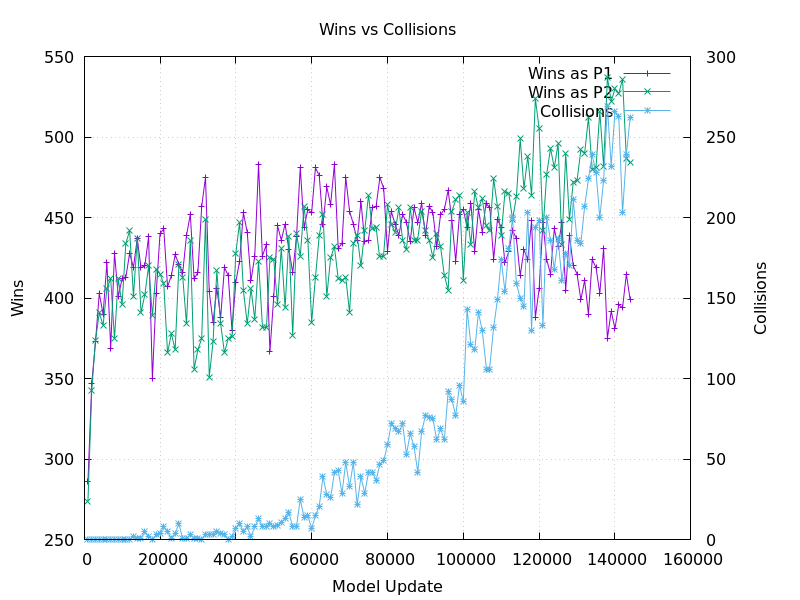 Wins vs Collisions
550
500
450
400
350
300
250
300
250
200
150
100
50
0
Wins as P1
Wins as P2
Collisions
Wins
Collisions
0 20000 40000 60000 80000 100000 120000 140000 160000
Model Update